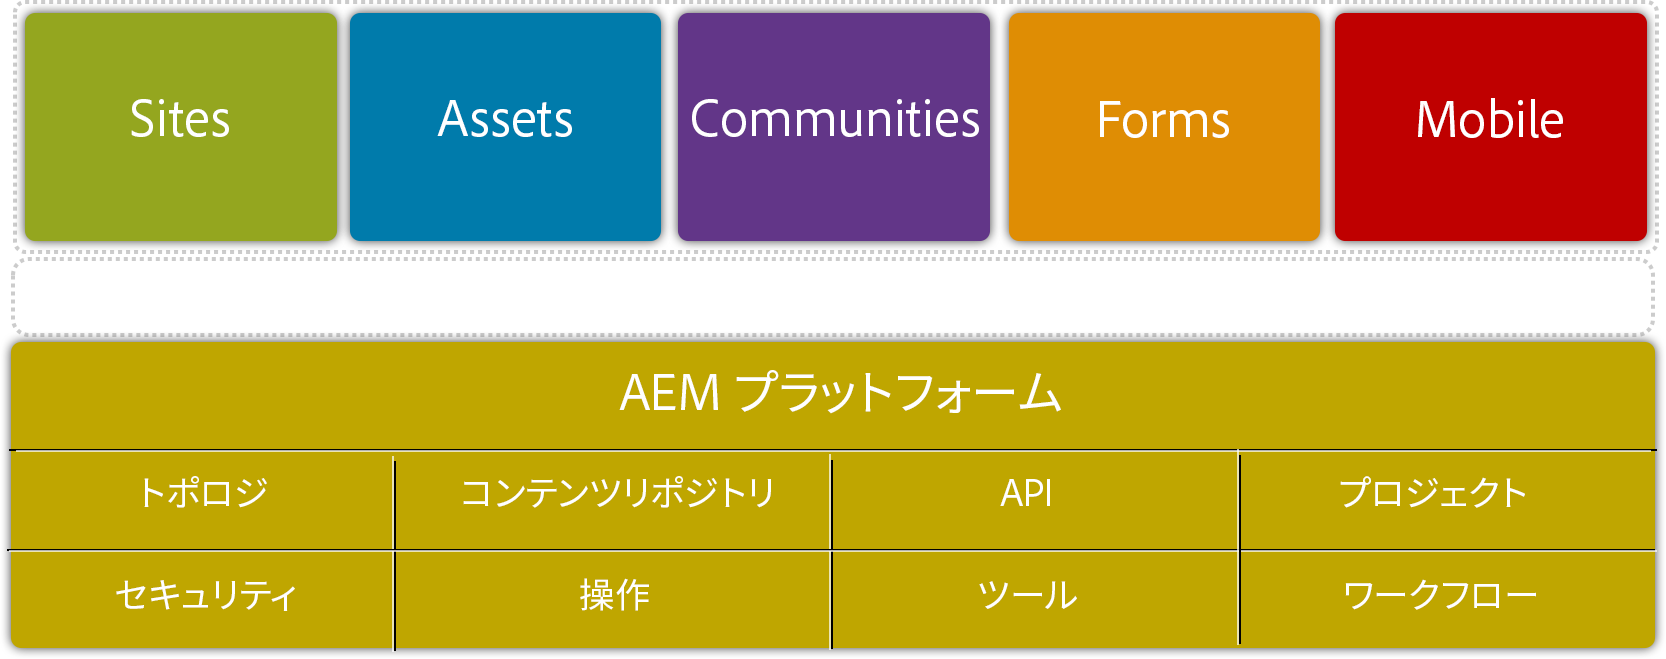 Sites
Assets
Communities
Forms
Mobile
AEM プラットフォーム
トポロジ
コンテンツリポジトリ
API
プロジェクト
セキュリティ
操作
ツール
ワークフロー